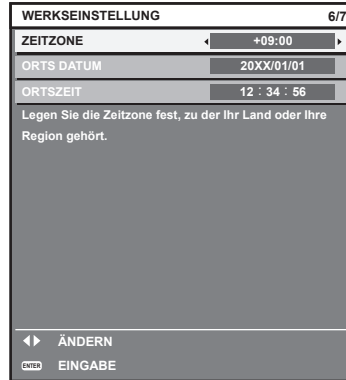 WERKSEINSTELLUNG 6/7
ZEITZONE +09:00
ORTS DATUM 20XX/01/01
ORTSZEIT 12 : 34 : 56
Legen Sie die Zeitzone fest, zu der Ihr Land oder Ihre
Region gehört.
ÄNDERN
ENTER EINGABE